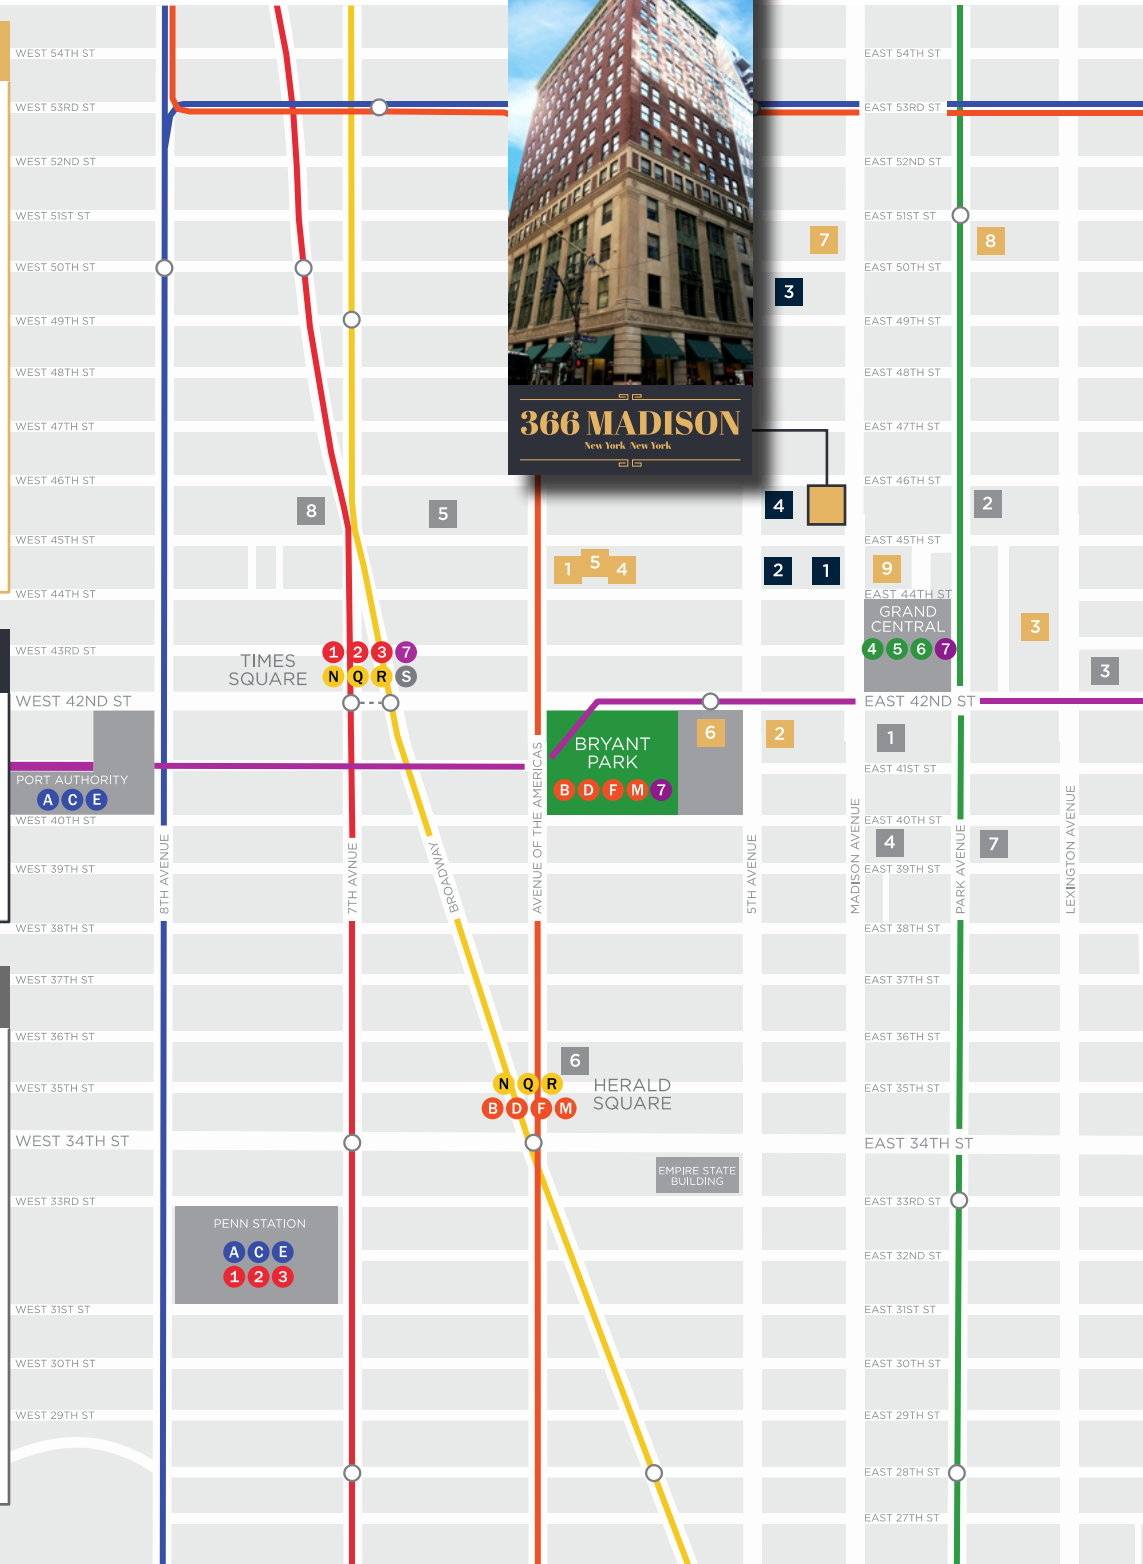 WEST 54TH ST
EAST 54TH ST
WEST 53RD ST
EAST 53RD ST
WEST 52ND ST
EAST 52ND ST
WEST 51ST ST
EAST 51ST ST
7
8
WEST 50TH ST
EAST 50TH ST
3
WEST 49TH ST
EAST 49TH ST
WEST 48TH ST
EAST 48TH ST
366 MADISON
New York New York
WEST 47TH ST
EAST 47TH ST
WEST 46TH ST
EAST 46TH ST
8
5
4
2
WEST 45TH ST
EAST 45TH ST
1
5
4
2
1
9
WEST 44TH ST
EAST 44TH ST
GRAND
CENTRAL
4 5 6 7
3
WEST 43RD ST
TIMES
SQUARE
1 2 3 7
N Q R S
3
WEST 42ND ST
EAST 42ND ST
BRYANT
PARK
B D F M 7
6
2
1
PORT AUTHORITY
A C E
EAST 41ST ST
WEST 40TH ST
EAST 40TH ST
4
7
WEST 39TH ST
EAST 39TH ST
8TH AVENUE
7TH AVNUE
BROADWAY
AVENUE OF THE AMERICAS
5TH AVENUE
MADISON AVENUE
PARK AVENUE
LEXINGTON AVENUE
WEST 38TH ST
EAST 38TH ST
WEST 37TH ST
EAST 37TH ST
WEST 36TH ST
EAST 36TH ST
6
N Q R
B D F M
HERALD
SQUARE
WEST 35TH ST
EAST 35TH ST
WEST 34TH ST
EAST 34TH ST
EMPIRE STATE
BUILDING
WEST 33RD ST
EAST 33RD ST
PENN STATION
A C E
1 2 3
EAST 32ND ST
WEST 31ST ST
EAST 31ST ST
WEST 30TH ST
EAST 30TH ST
WEST 29TH ST
EAST 29TH ST
EAST 28TH ST
EAST 27TH ST